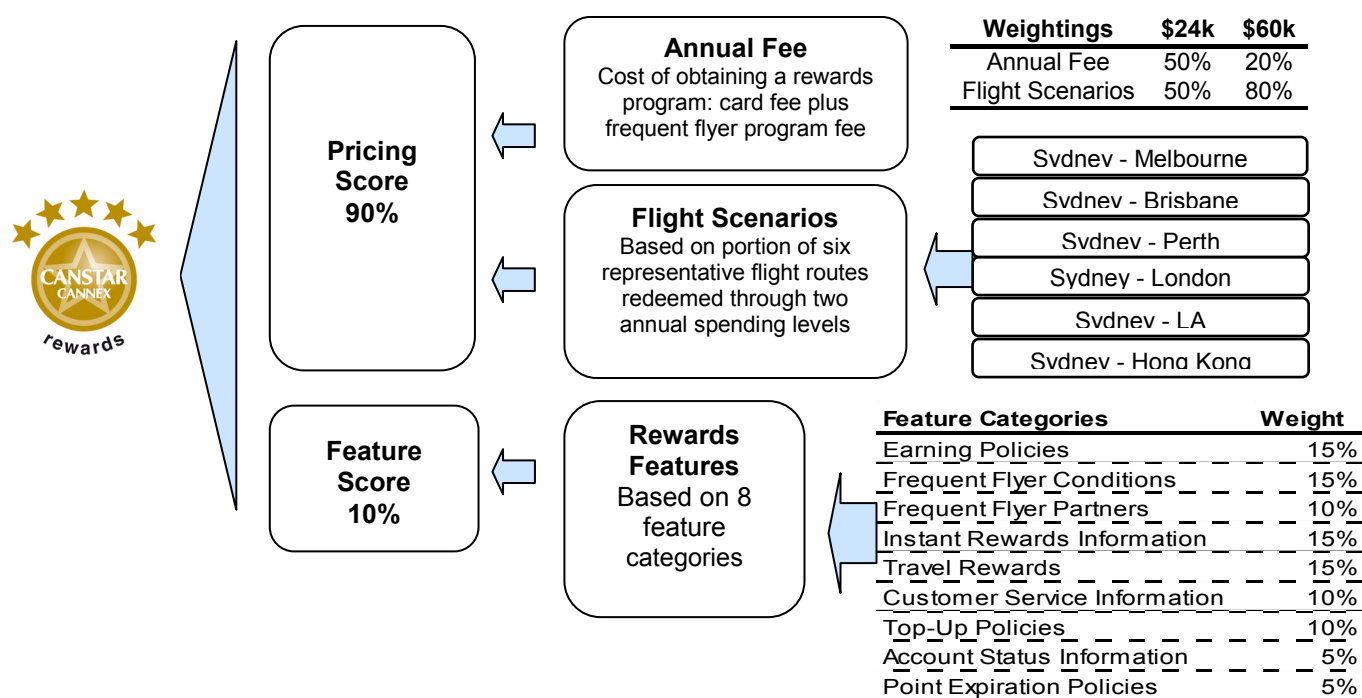 CANSTAR
CANNEX
rewards
Pricing
Score
90%
Feature
Score
10%
Annual Fee
Cost of obtaining a rewards
program: card fee plus
frequent flyer program fee
Flight Scenarios
Based on portion of six
representative flight routes
redeemed through two
annual spending levels
Rewards
Features
Based on 8
feature
categories
Weightings $24k $60k
Annual Fee 50% 20%
Flight Scenarios 50% 80%
Sydney - Melbourne
Sydney - Brisbane
Sydney - Perth
Sydney - London
Sydney - LA
Sydney - Hong Kong
Feature Categories Weight
Earning Policies 15%
Frequent Flyer Conditions 15%
Frequent Flyer Partners 10%
Instant Rewards Information 15%
Travel Rewards 15%
Customer Service Information 10%
Top-Up Policies 10%
Account Status Information 5%
Point Expiration Policies 5%